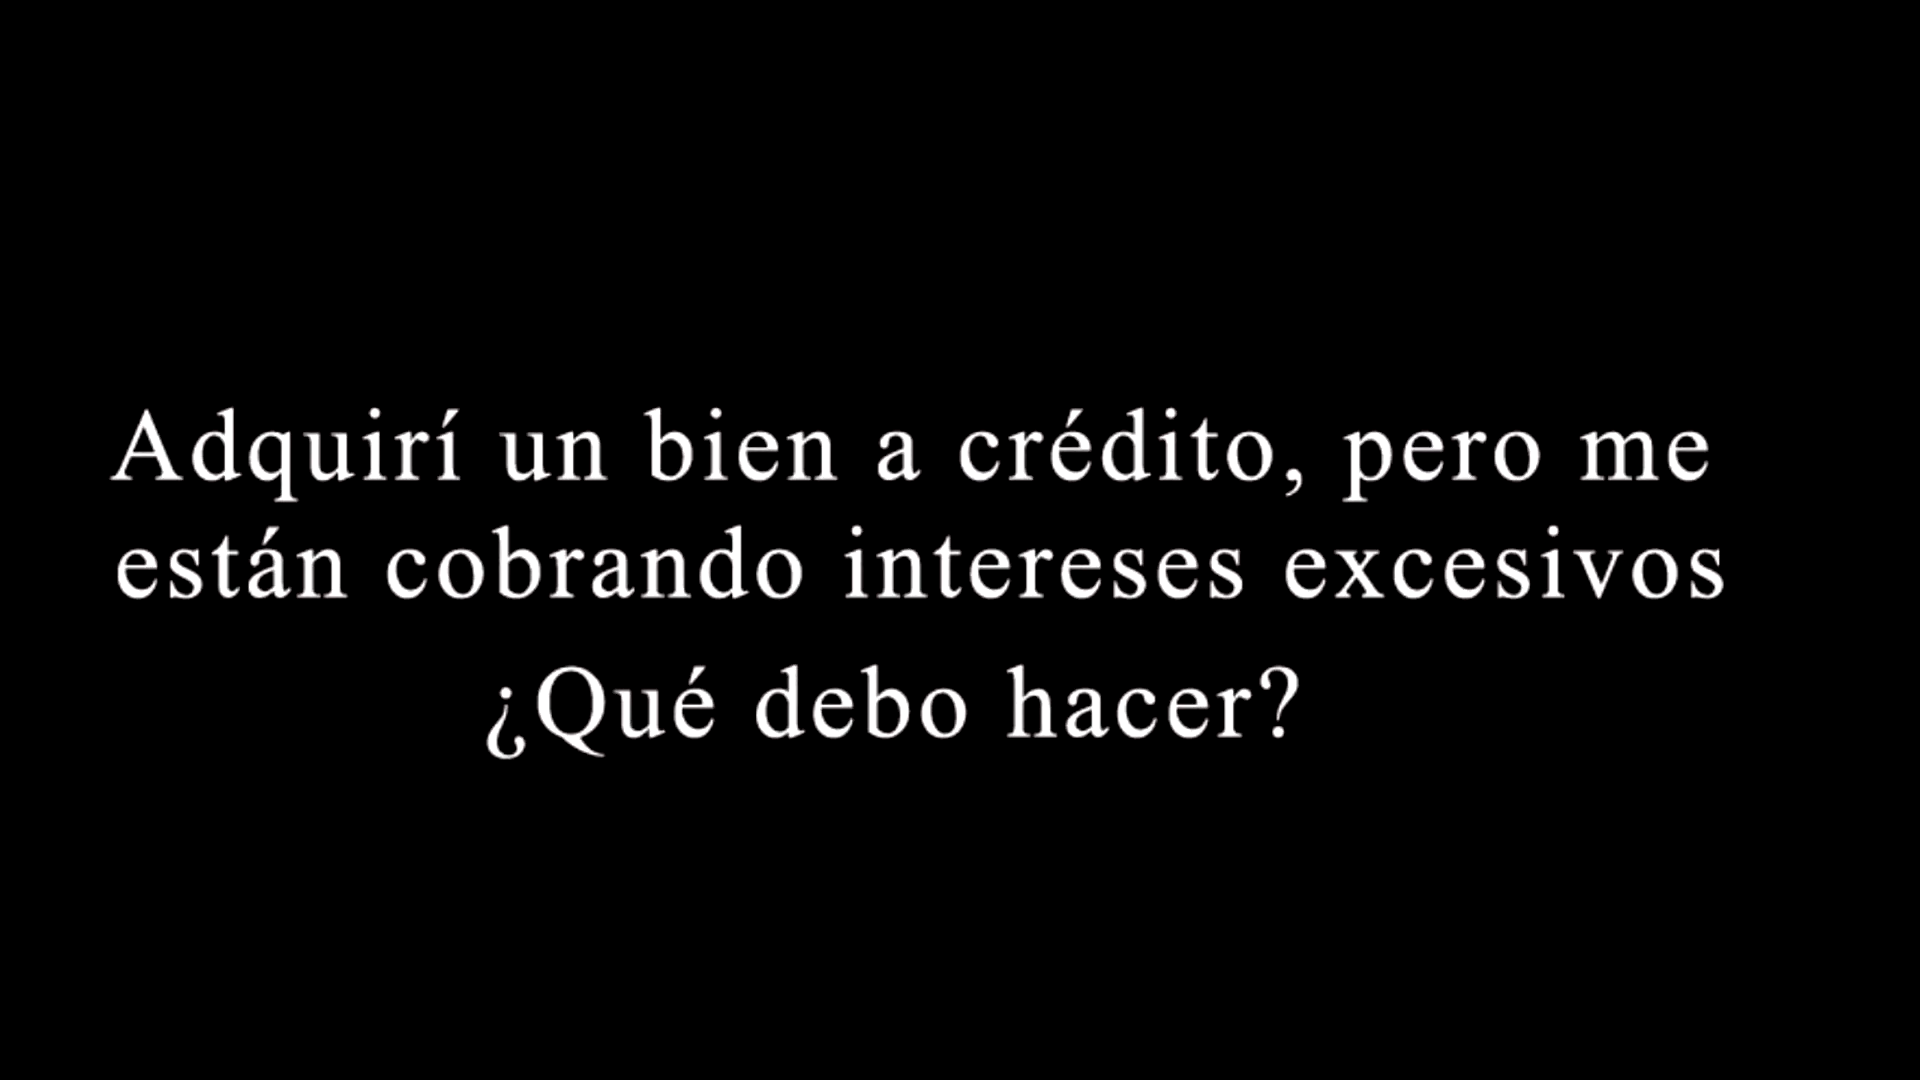 Adquirí un bien a crédito, pero me
están cobrando intereses excesivos
¿Qué debo hacer?